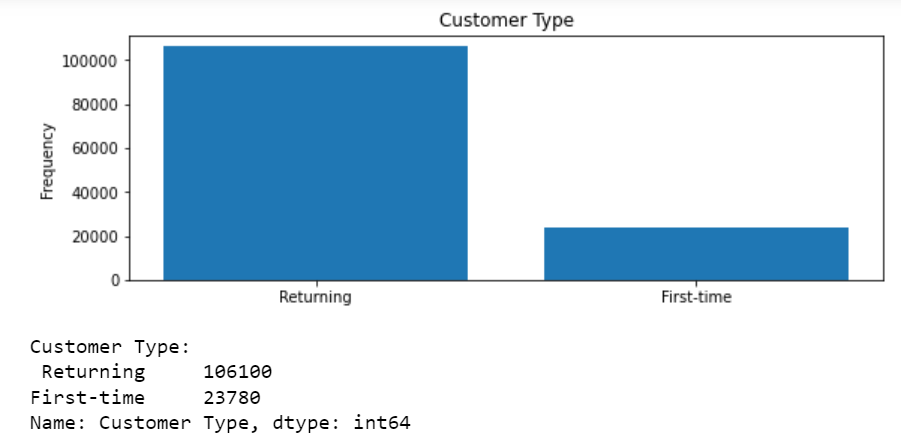 Customer Type
100000
80000
60000
40000
20000
0
Frequency
Returning First-time
Customer Type:
Returning 106100
First-time 23780
Name: Customer Type, dtype: int64